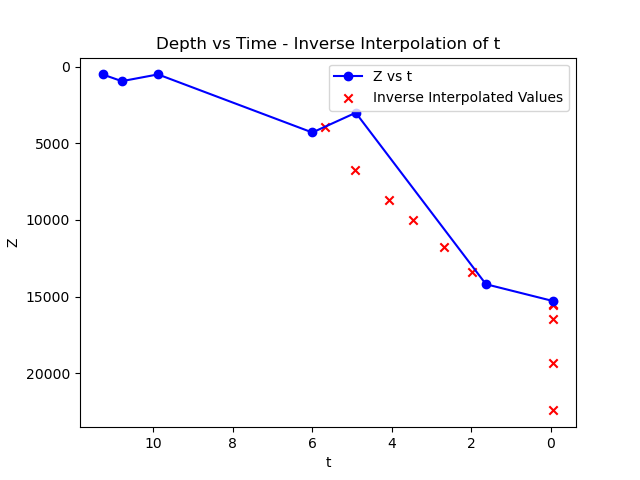 Depth vs Time - Inverse Interpolation of t
Z vs t
Inverse Interpolated Values
0
5000
10000
15000
20000
Z
10
8
6
4
2
0
t